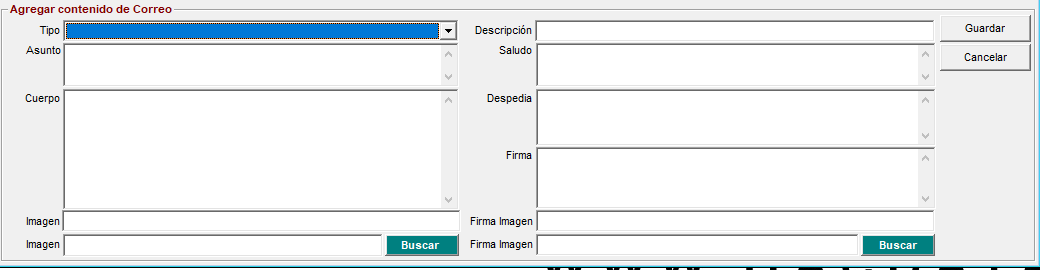 Agregar contenido de Correo
Tipo
Descripción
Guardar
Asunto
Saludo
Cancelar
Cuerpo
Despedia
Firma
Imagen
Firma Imagen
Imagen
Buscar
Firma Imagen
Buscar